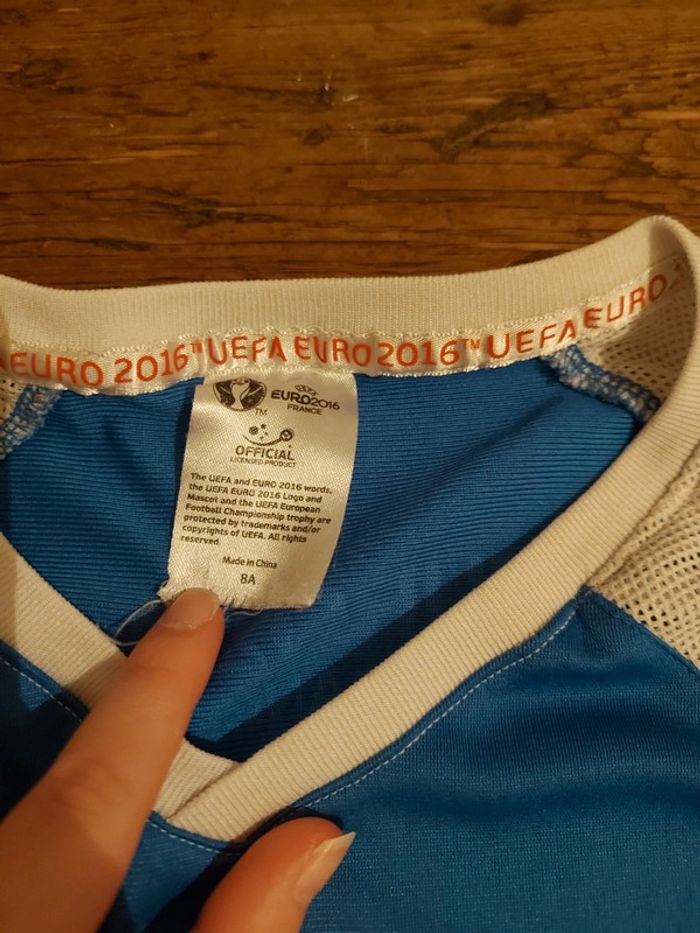 EURO 2016™ UEFA EURO 2016™ UEFA EURO
UEFA
EURO2016
FRANCE
TM
OFFICIAL
LICENSED PRODUCT
The UEFA and EURO 2016 words,
the UEFA EURO 2016 Logo and
Mascot and the UEFA European
Football Championship trophy are
protected by trademarks and/or
copyrights of UEFA. All rights
reserved.
Made in China
8A